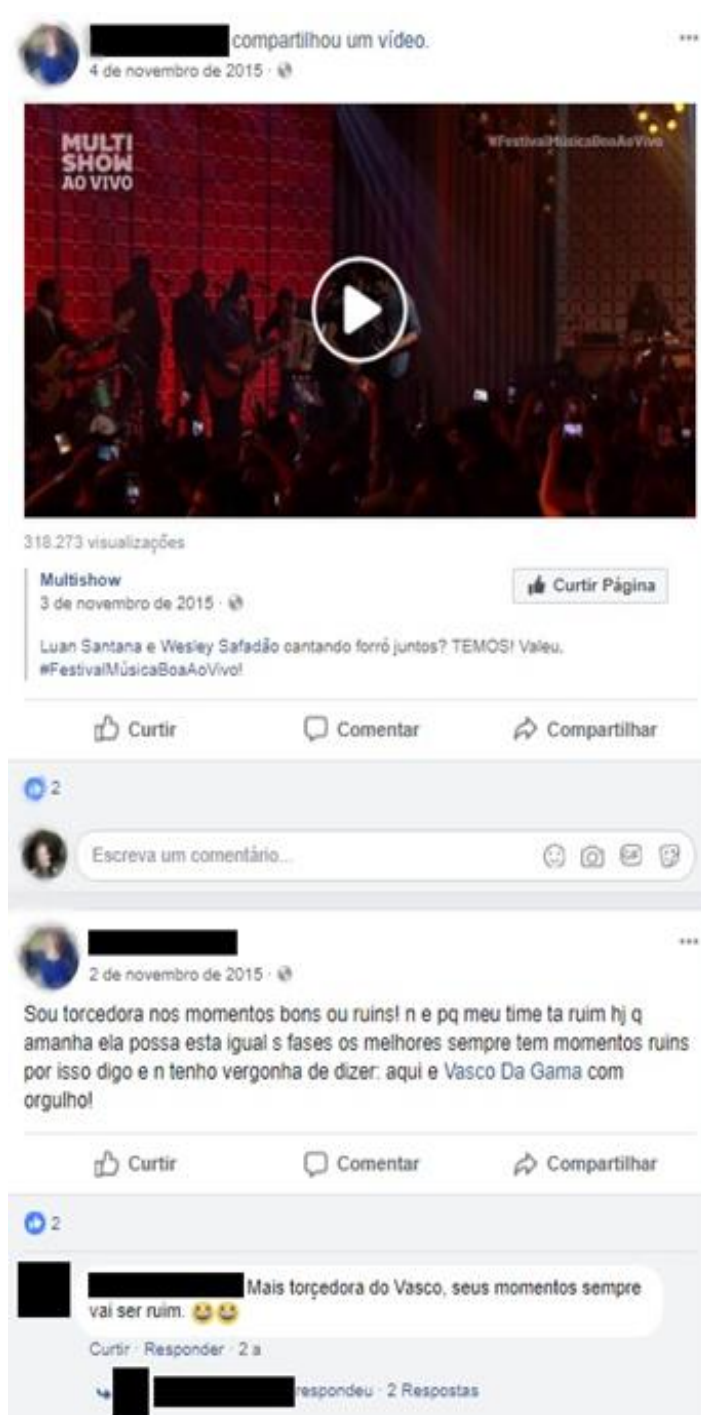 compartilhou um vídeo.
4 de novembro de 2015
MULTI
SHOW
AO VIVO
#FestivalMúsicaBoaAoVivo
318.273 visualizações
Multishow
3 de novembro de 2015
Curtir Página
Luan Santana e Wesley Safadão cantando forró juntos? TEMOS! Valeu,
#FestivalMúsicaBoaAoVivo!
Curtir Comentar Compartilhar
2
Escreva um comentário...
GIF
2 de novembro de 2015
Sou torcedora nos momentos bons ou ruins! n e pq meu time ta ruim hj q
amanha ela possa esta igual s fases os melhores sempre tem momentos ruins
por isso digo e n tenho vergonha de dizer: aqui e Vasco Da Gama com
orgulho!
Curtir Comentar Compartilhar
2
Mais torçedora do Vasco, seus momentos sempre
vai ser ruim. 😆😆
Curtir · Responder · 2 a
respondeu · 2 Respostas